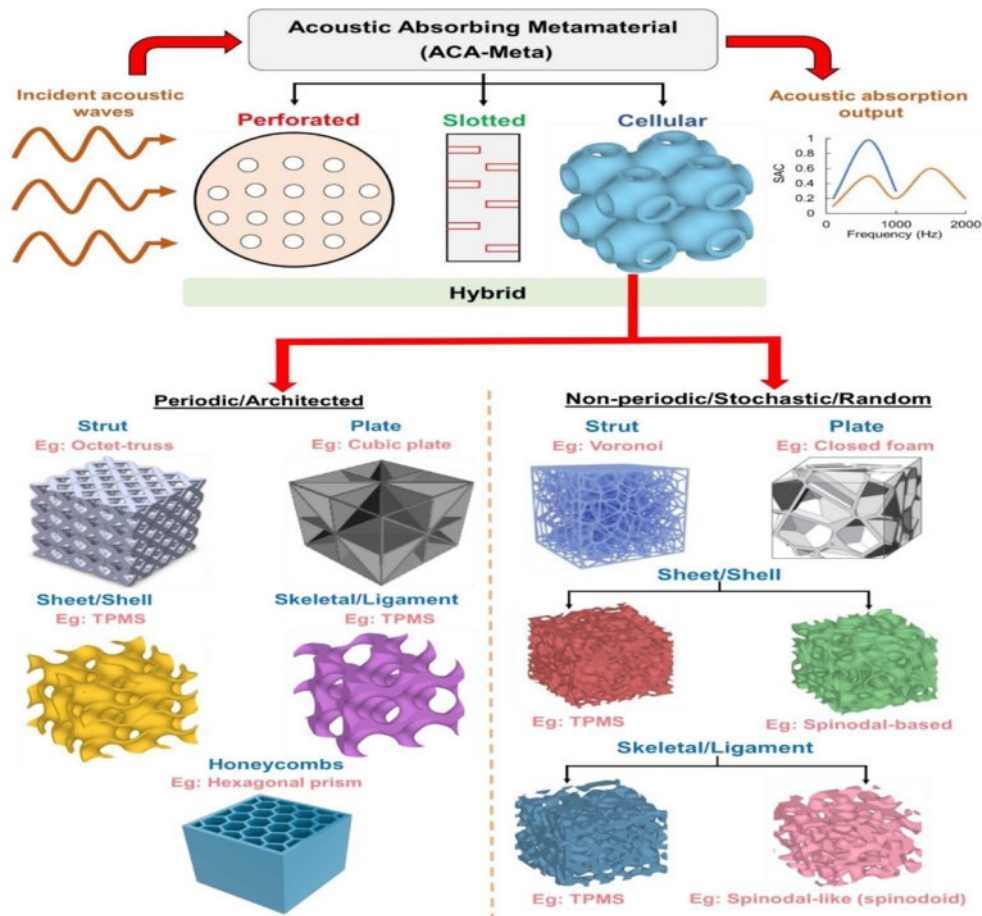 Acoustic Absorbing Metamaterial
(ACA-Meta)
Incident acoustic
waves
Perforated
Slotted
Cellular
Acoustic absorption
output
SAC
1
0.8
0.6
0.4
0.2
0
0
1000
2000
Frequency (Hz)
Hybrid
Periodic/Architected
Strut
Eg: Octet-truss
Plate
Eg: Cubic plate
Sheet/Shell
Eg: TPMS
Skeletal/Ligament
Eg: TPMS
Honeycombs
Eg: Hexagonal prism
Non-periodic/Stochastic/Random
Strut
Eg: Voronoi
Plate
Eg: Closed foam
Sheet/Shell
Eg: TPMS
Eg: Spinodal-based
Skeletal/Ligament
Eg: TPMS
Eg: Spinodal-like (spinodoid)